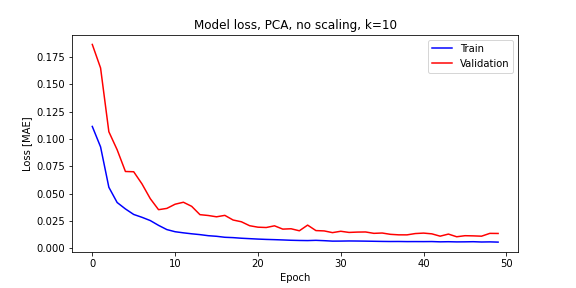 Model loss, PCA, no scaling, k=10
Train
Validation
Loss [MAE]
0.175
0.150
0.125
0.100
0.075
0.050
0.025
0.000
0 10 20 30 40 50
Epoch